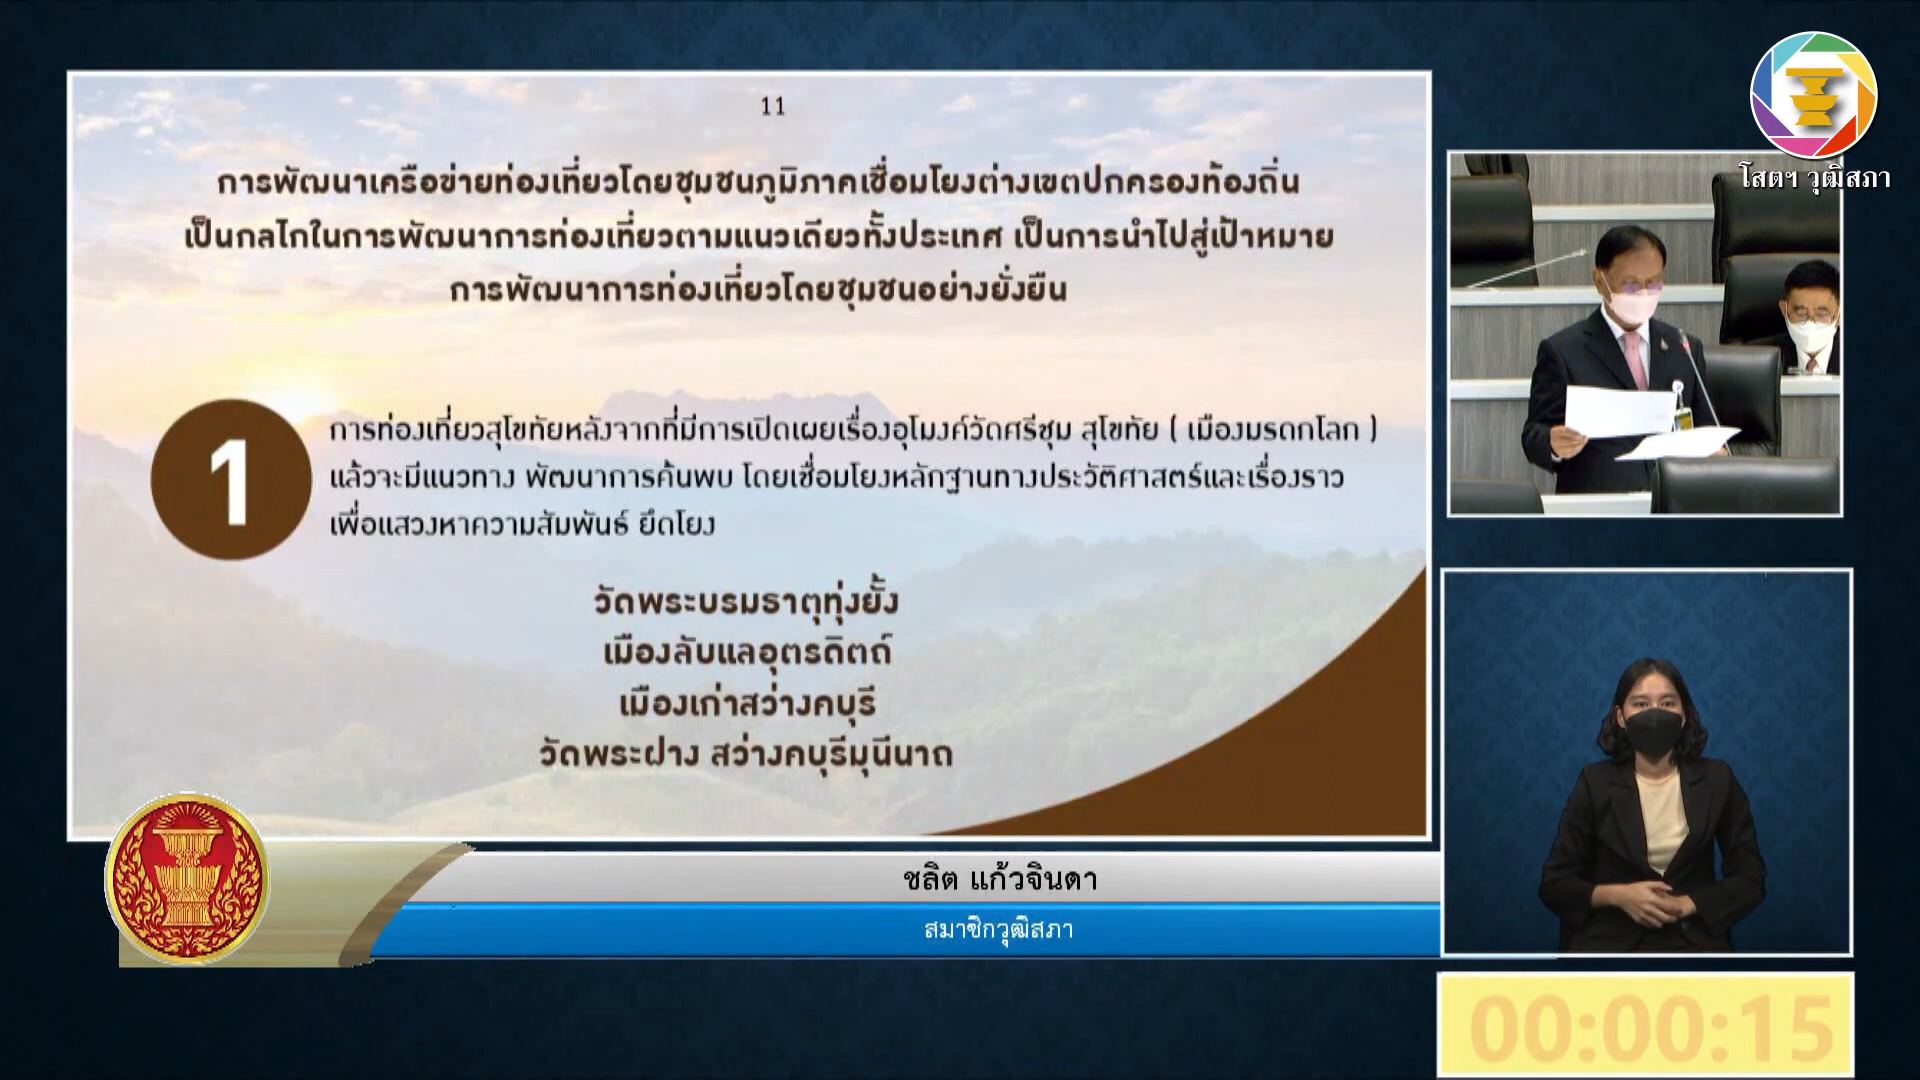 11
การพัฒนาเครือข่ายท่องเที่ยวโดยชุมชนภูมิภาคเชื่อมโยงต่างเขตปกครองท้องถิ่น
เป็นกลไกในการพัฒนาการท่องเที่ยวตามแนวเดียวทั้งประเทศ เป็นการนำไปสู่เป้าหมาย
การพัฒนาการท่องเที่ยวโดยชุมชนอย่างยั่งยืน
1
การท่องเที่ยวสุโขทัยหลังจากที่มีการเปิดเผยเรื่องอุโมงค์วัดศรีชุม สุโขทัย ( เมืองมรดกโลก )
แล้วจะมีแนวทาง พัฒนาการค้นพบ โดยเชื่อมโยงหลักฐานทางประวัติศาสตร์และเรื่องราว
เพื่อแสวงหาความสัมพันธ์ ยึดโยง
วัดพระบรมธาตุทุ่งยั้ง
เมืองลับแลอุตรดิตถ์
เมืองเก่าสว่างคบุรี
วัดพระฝาง สว่างคบุรีมุนีนาถ
โสตฯ วุฒิสภา
ชลิต แก้วจินดา
สมาชิกวุฒิสภา
00:00:15